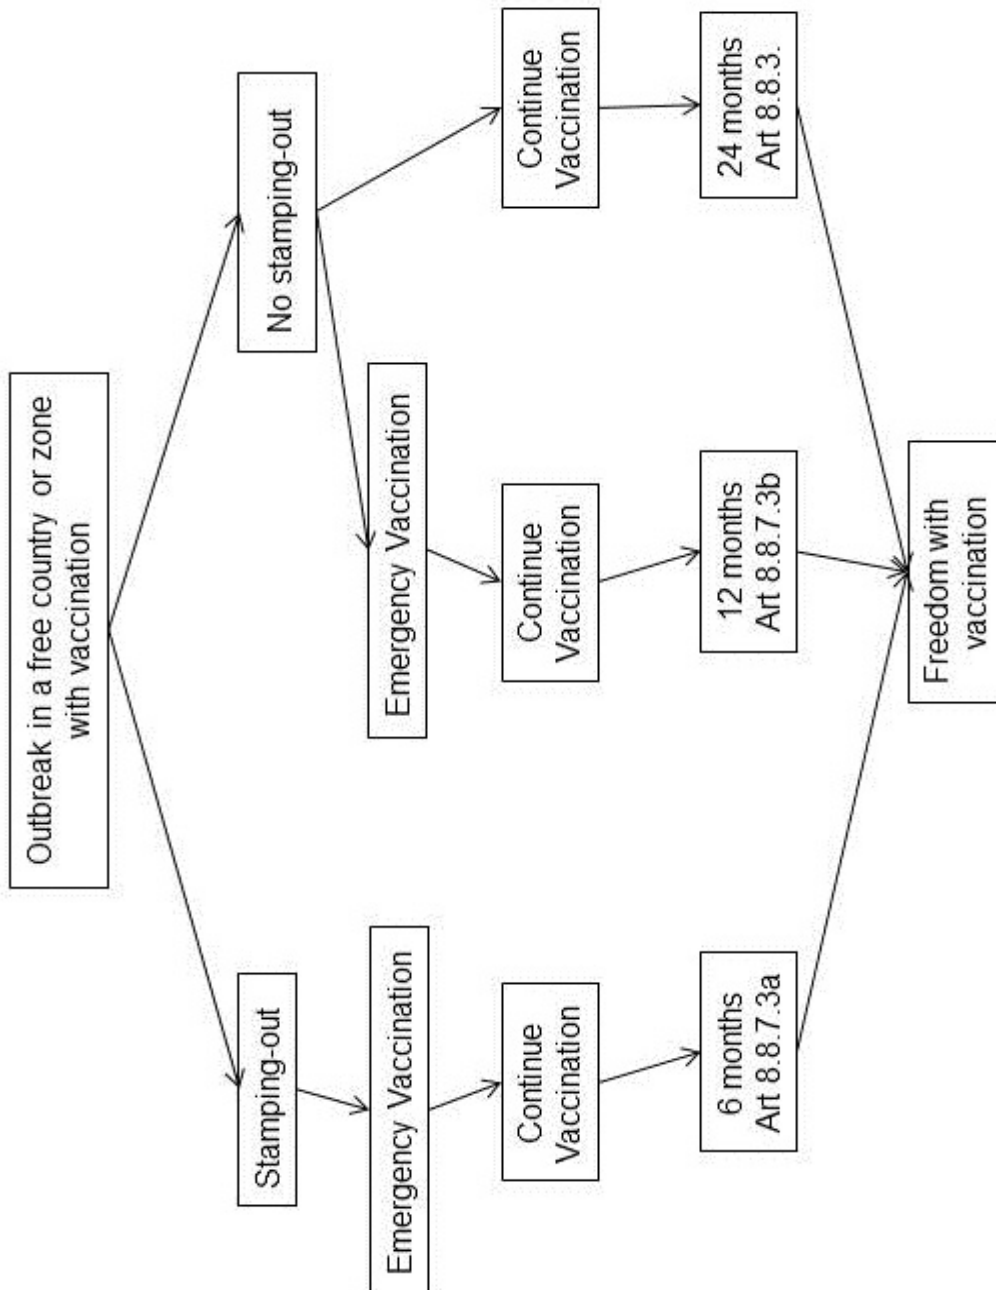 Outbreak in a free country or zone
with vaccination
Stamping-out
No stamping-out
Emergency Vaccination
Emergency Vaccination
Continue
Vaccination
Continue
Vaccination
Continue
Vaccination
6 months
Art 8.8.7.3a
12 months
Art 8.8.7.3b
24 months
Art 8.8.3.
Freedom with
vaccination